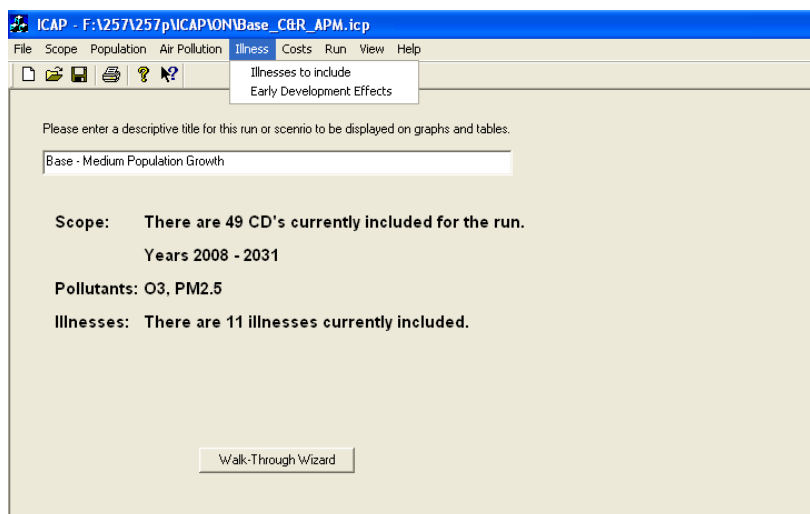 ICAP - F:\257\257p\ICAP\ON\Base_C&R_APM.icp
File Scope Population Air Pollution Illness Costs Run View Help
Illnesses to include
Early Development Effects
Please enter a descriptive title for this run or scenrio to be displayed on graphs and tables.
Base - Medium Population Growth
Scope: There are 49 CD's currently included for the run.
Years 2008 - 2031
Pollutants: O3, PM2.5
Illnesses: There are 11 illnesses currently included.
Walk-Through Wizard